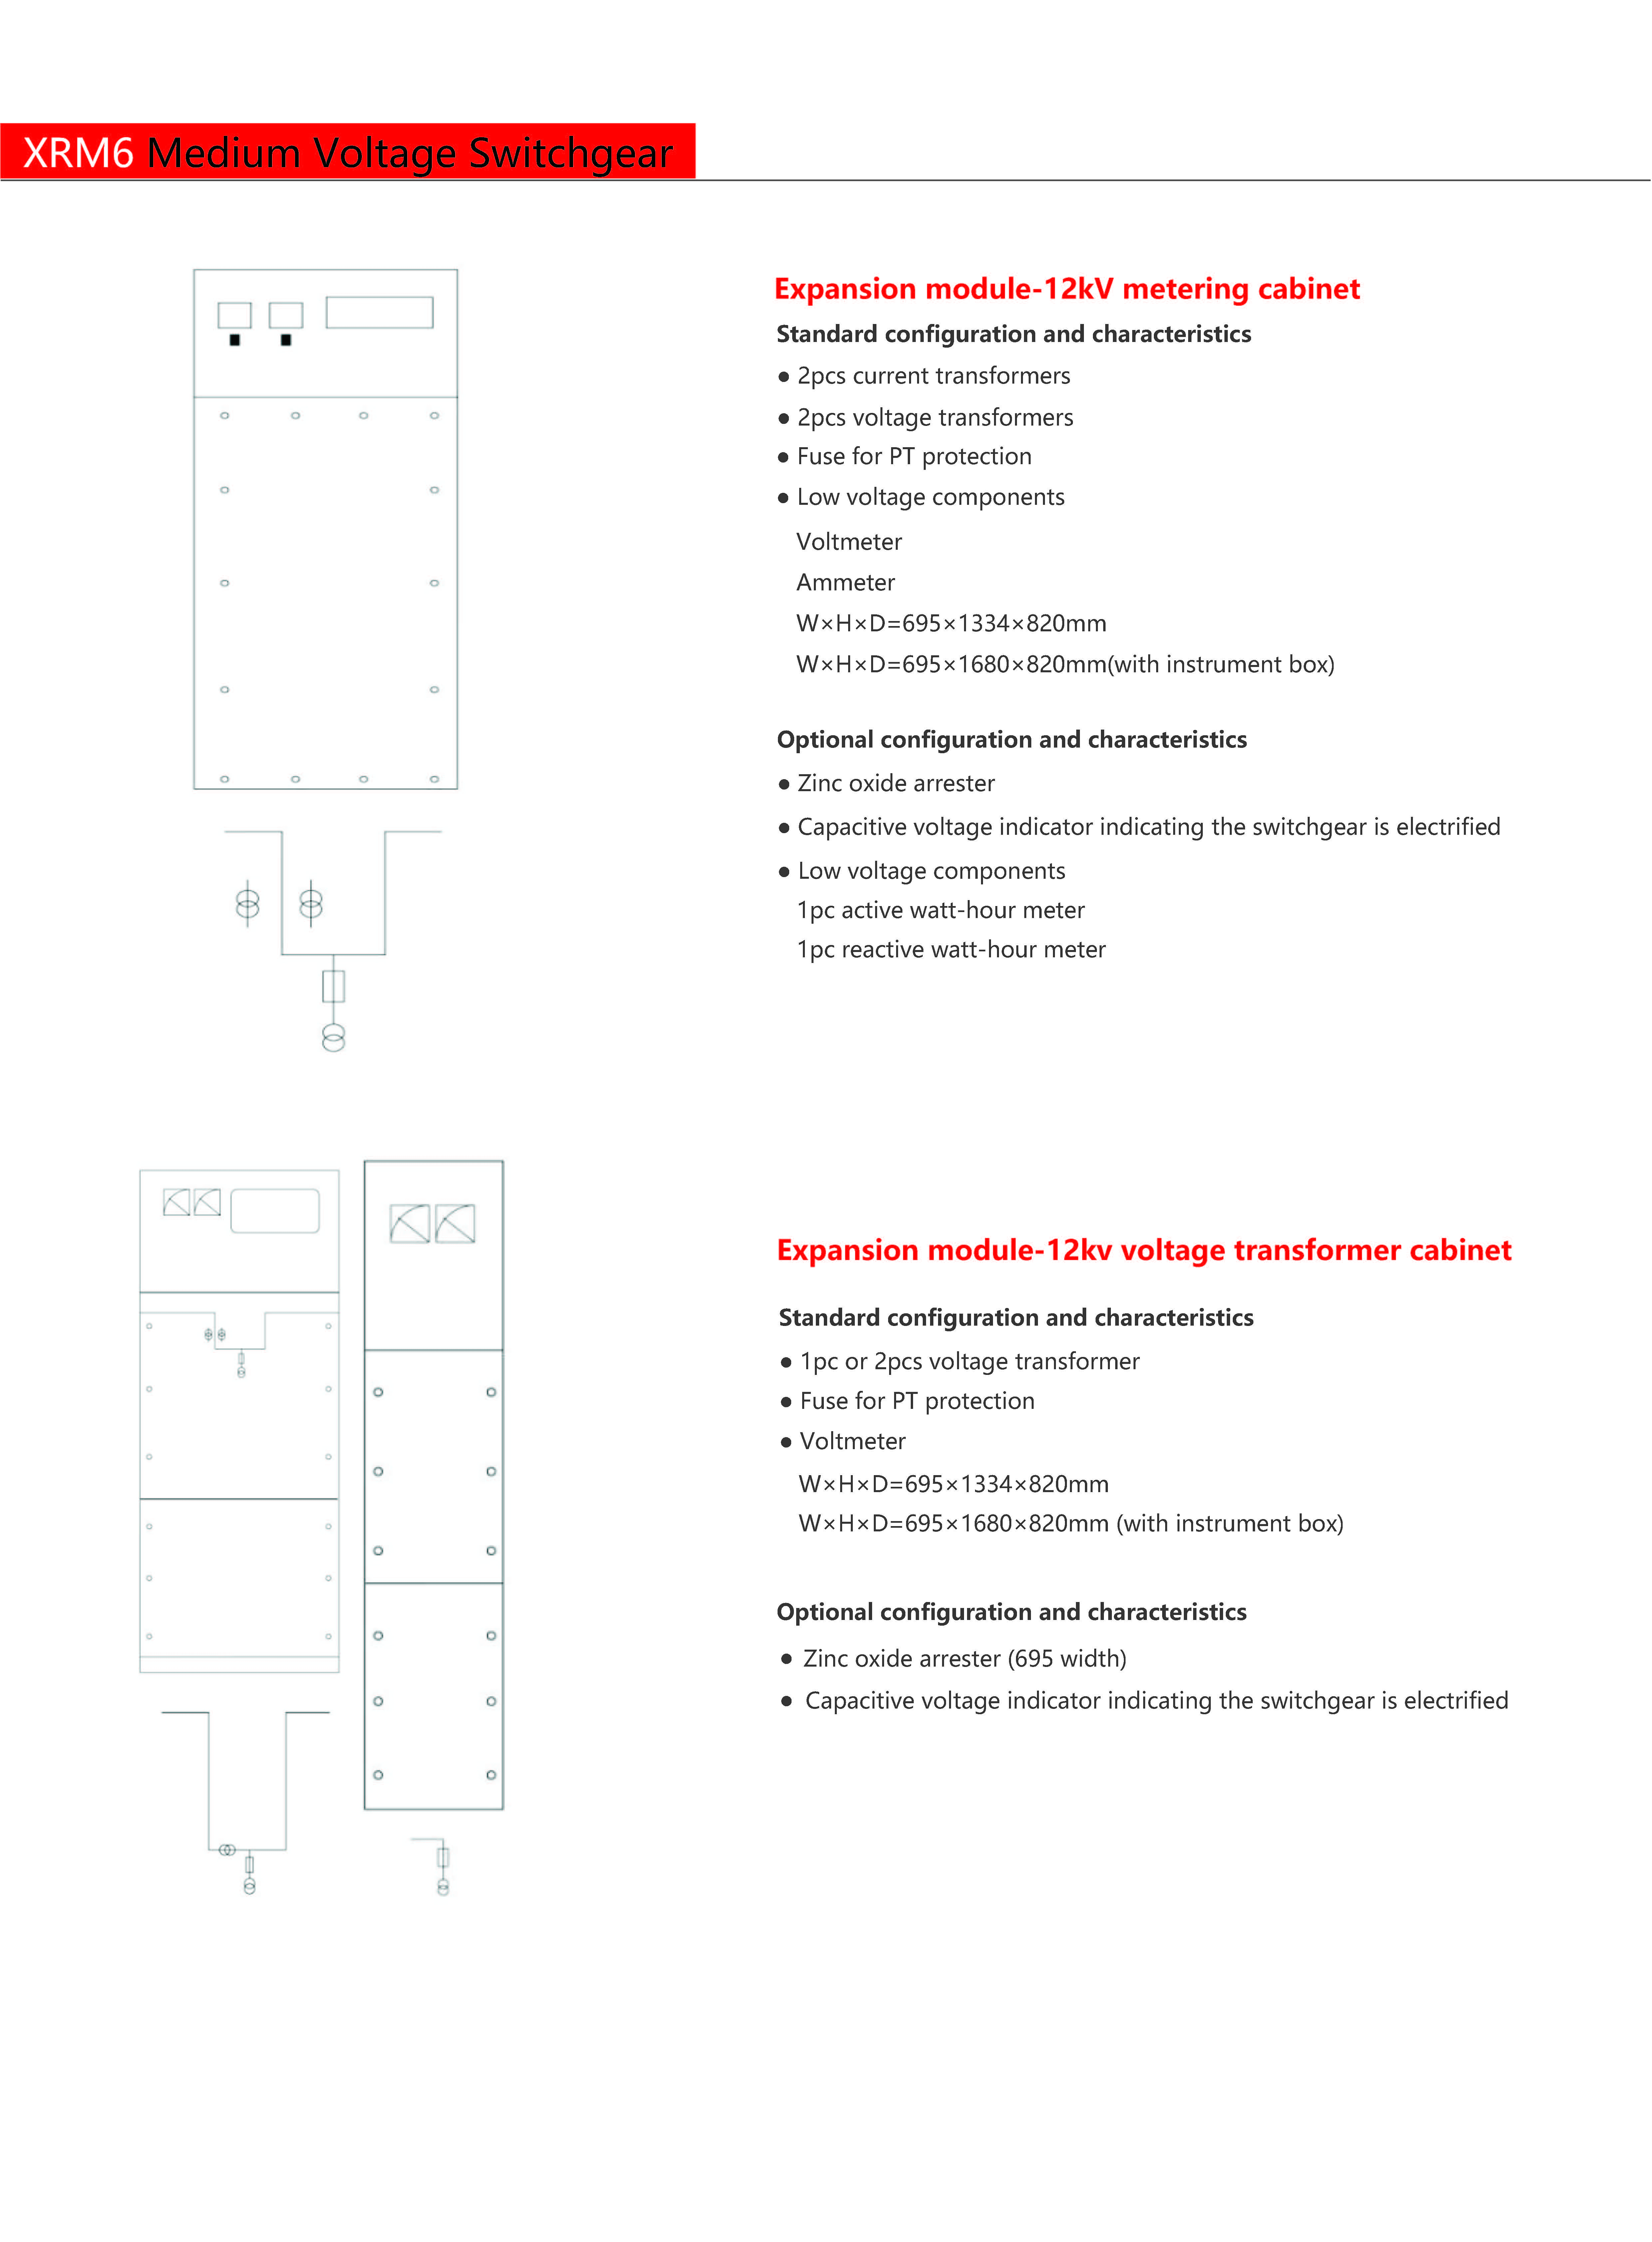 XRM6 Medium Voltage Switchgear
Expansion module-12kV metering cabinet
Standard configuration and characteristics
● 2pcs current transformers
● 2pcs voltage transformers
● Fuse for PT protection
● Low voltage components
Voltmeter
Ammeter
W×H×D=695×1334×820mm
W×H×D=695×1680×820mm(with instrument box)
Optional configuration and characteristics
● Zinc oxide arrester
● Capacitive voltage indicator indicating the switchgear is electrified
● Low voltage components
1pc active watt-hour meter
1pc reactive watt-hour meter
Expansion module-12kv voltage transformer cabinet
Standard configuration and characteristics
● 1pc or 2pcs voltage transformer
● Fuse for PT protection
● Voltmeter
W×H×D=695×1334×820mm
W×H×D=695×1680×820mm (with instrument box)
Optional configuration and characteristics
● Zinc oxide arrester (695 width)
● Capacitive voltage indicator indicating the switchgear is electrified